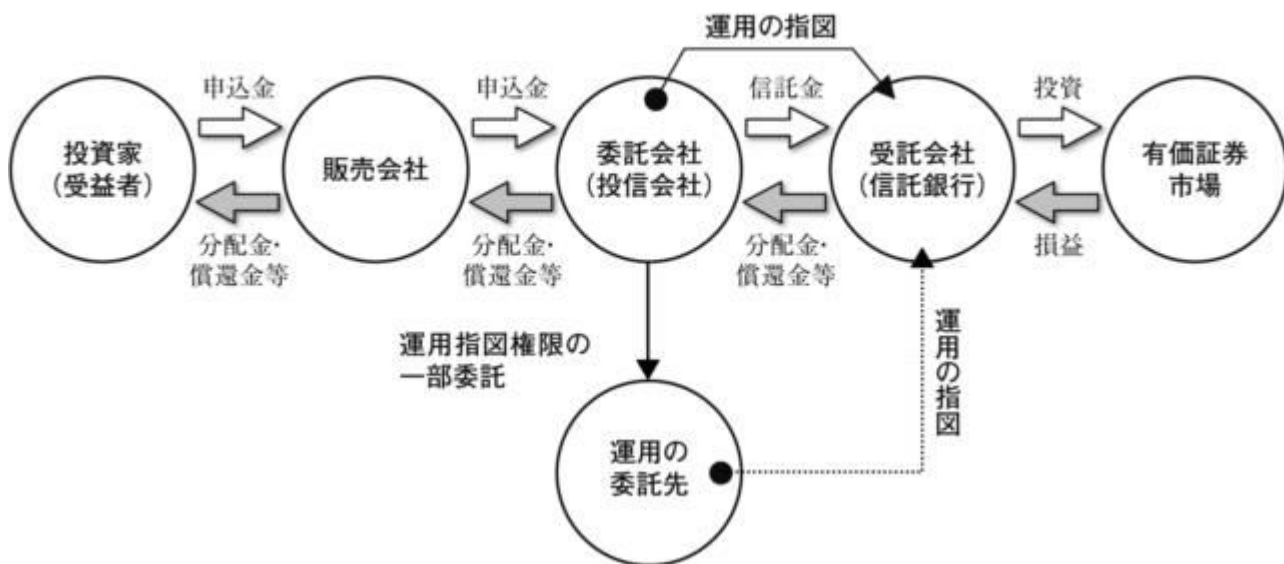 運用の指図
申込金
申込金
信託金
投資
投資家
（受益者）
販売会社
委託会社
（投信会社）
受託会社
（信託銀行）
有価証券
市場
分配金・
償還金等
分配金・
償還金等
分配金・
償還金等
損益
運用指図権限の
一部委託
運用の指図
運用の
委託先